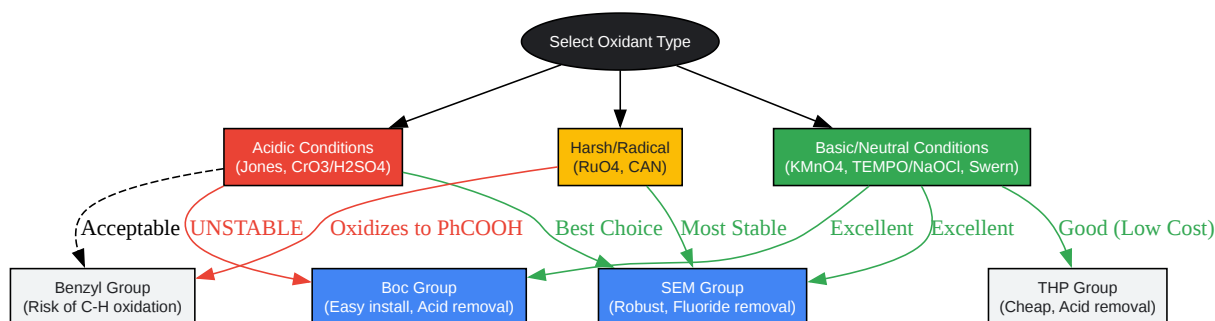 Select Oxidant Type
Acidic Conditions
(Jones, CrO3/H2SO4)
Harsh/Radical
(RuO4, CAN)
Basic/Neutral Conditions
(KMnO4, TEMPO/NaOCl, Swern)
Acceptable
UNSTABLE
Oxidizes to PhCOOH
Best Choice
Most Stable
Excellent
Excellent
Good (Low Cost)
Benzyl Group
(Risk of C-H oxidation)
Boc Group
(Easy install, Acid removal)
SEM Group
(Robust, Fluoride removal)
THP Group
(Cheap, Acid removal)